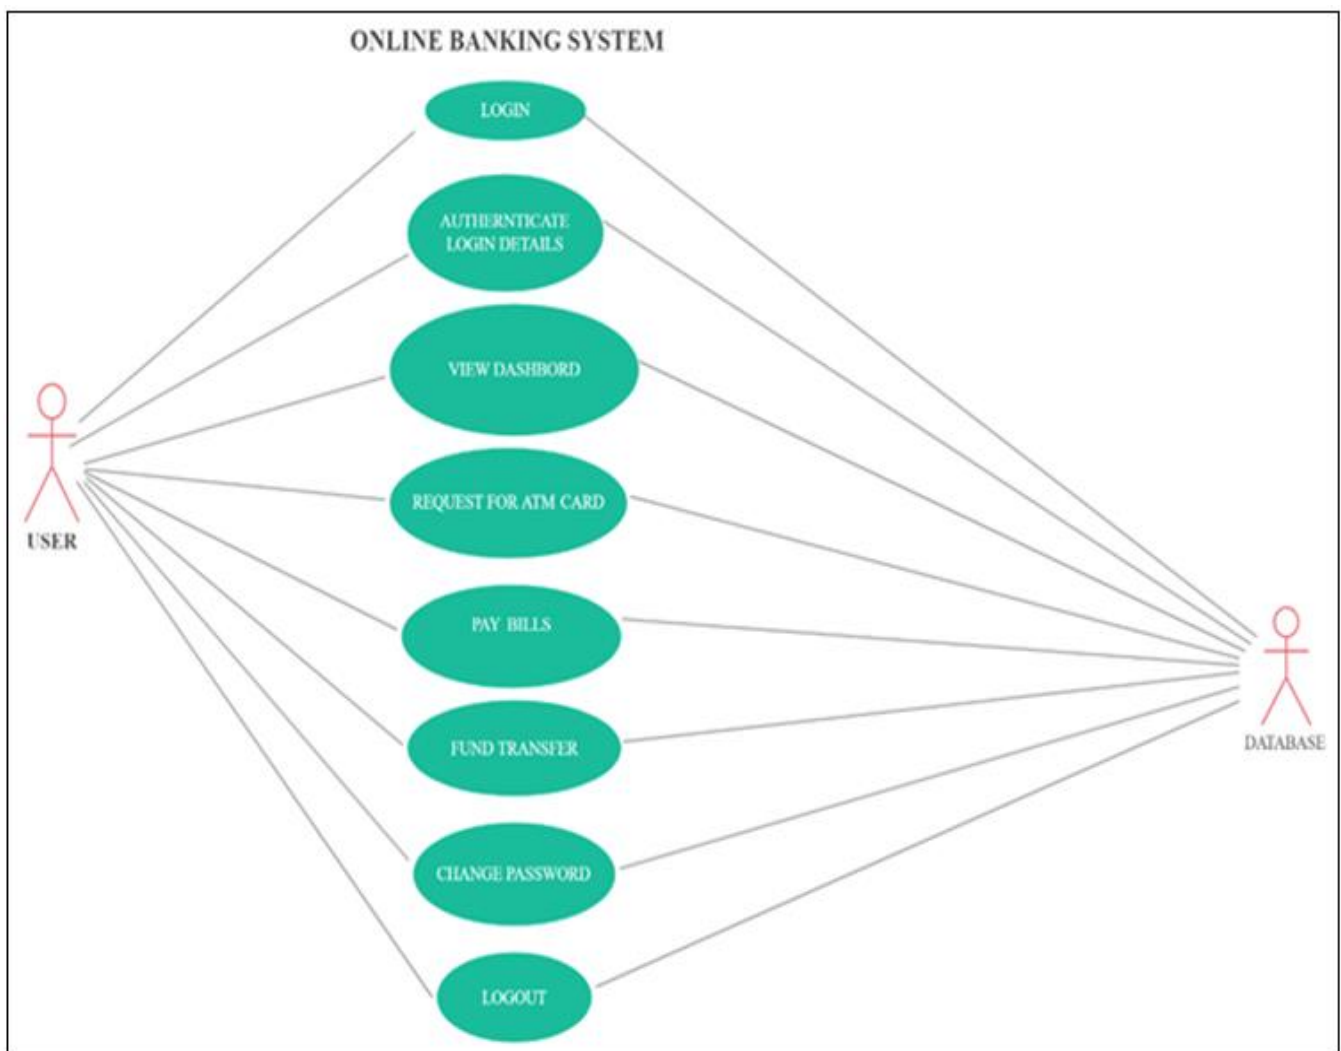 ONLINE BANKING SYSTEM
LOGIN
AUTHERNTICATE
LOGIN DETAILS
VIEW DASHBORD
REQUEST FOR ATM CARD
USER
PAY BILLS
FUND TRANSFER
DATABASE
CHANGE PASSWORD
LOGOUT